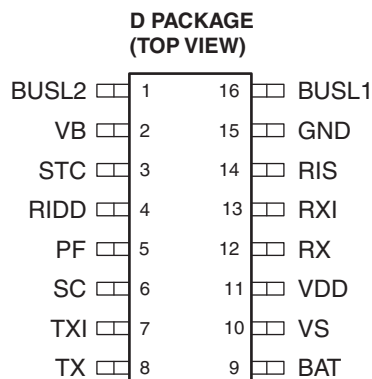 D PACKAGE
(TOP VIEW)
BUSL2 1 16 BUSL1
VB 2 15 GND
STC 3 14 RIS
RIDD 4 13 RXI
PF 5 12 RX
SC 6 11 VDD
TXI 7 10 VS
TX 8 9 BAT